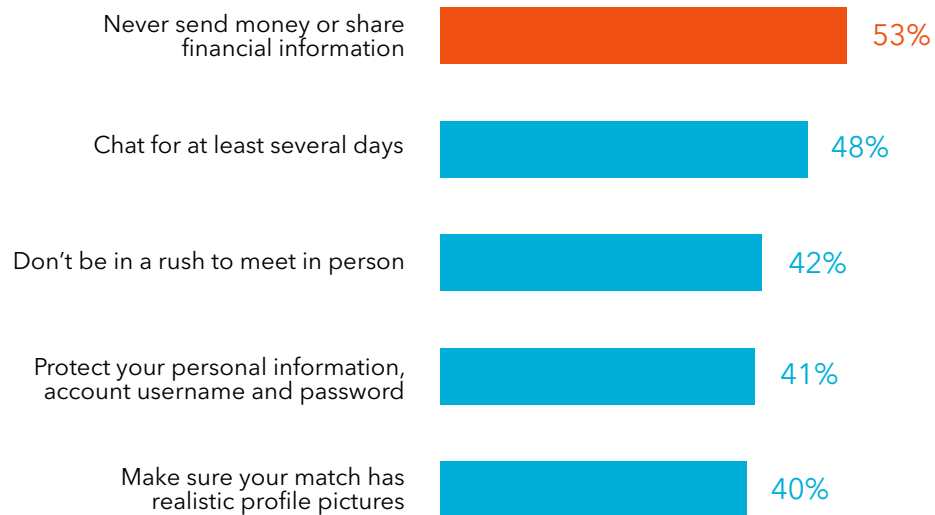 Never send money or share
financial information
53%
Chat for at least several days
48%
Don’t be in a rush to meet in person
42%
Protect your personal information,
account username and password
41%
Make sure your match has
realistic profile pictures
40%